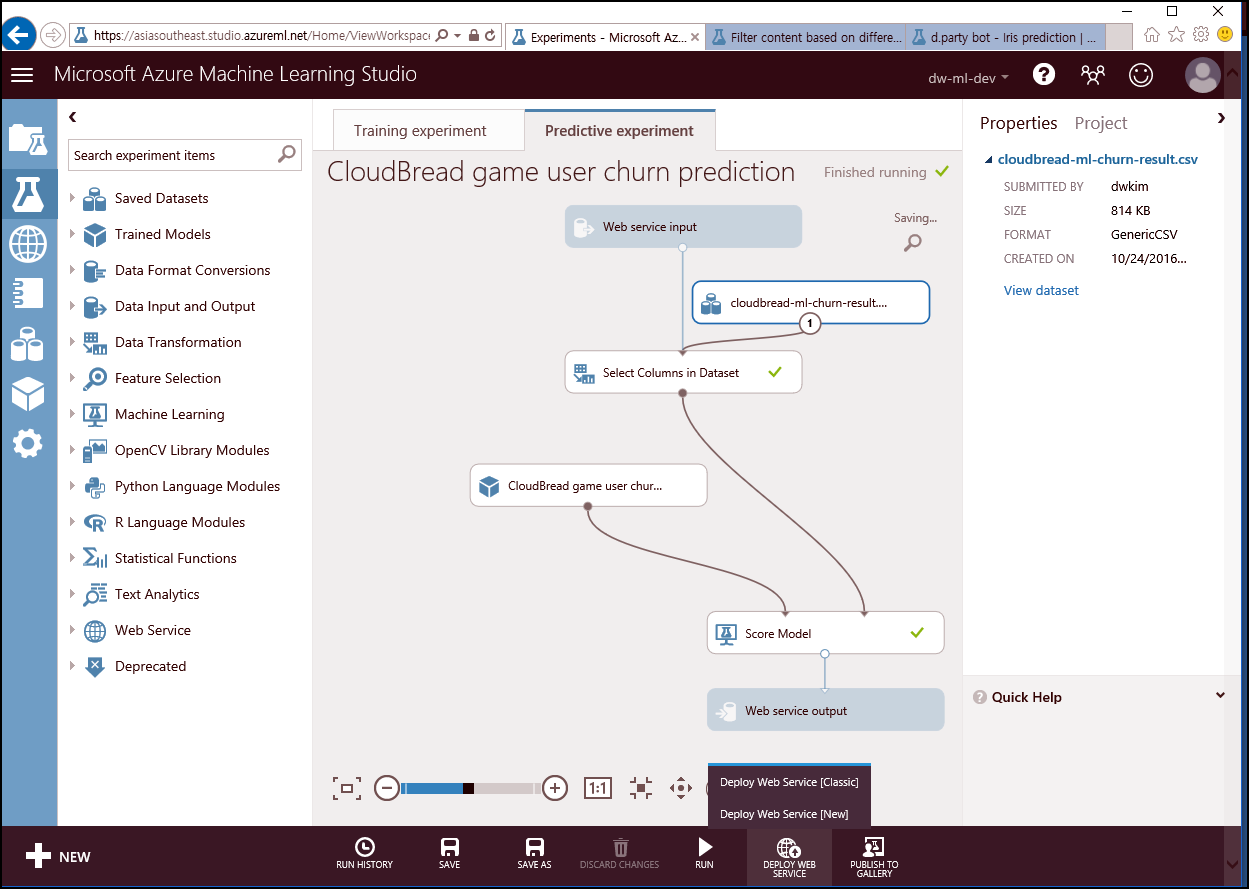 https://asiasoutheast.studio.azureml.net/Home/ViewWorkspace
Experiments - Microsoft Az...
Filter content based on differe...
d.party bot - Iris prediction | ...
Microsoft Azure Machine Learning Studio
dw-ml-dev
?
Training experiment
Predictive experiment
Properties
Project
Search experiment items
CloudBread game user churn prediction
Finished running
Saving...
cloudbread-ml-churn-result.csv
SUBMITTED BY dwkim
SIZE 814 KB
FORMAT GenericCSV
CREATED ON 10/24/2016...
View dataset
Saved Datasets
Trained Models
Data Format Conversions
Data Input and Output
Data Transformation
Feature Selection
Machine Learning
OpenCV Library Modules
Python Language Modules
R Language Modules
Statistical Functions
Text Analytics
Web Service
Deprecated
Web service input
cloudbread-ml-churn-result....
1
Select Columns in Dataset
CloudBread game user chur...
Score Model
Web service output
? Quick Help
1:1
Deploy Web Service [Classic]
Deploy Web Service [New]
NEW
RUN HISTORY
SAVE
SAVE AS
DISCARD CHANGES
RUN
DEPLOY WEB
SERVICE
PUBLISH TO
GALLERY